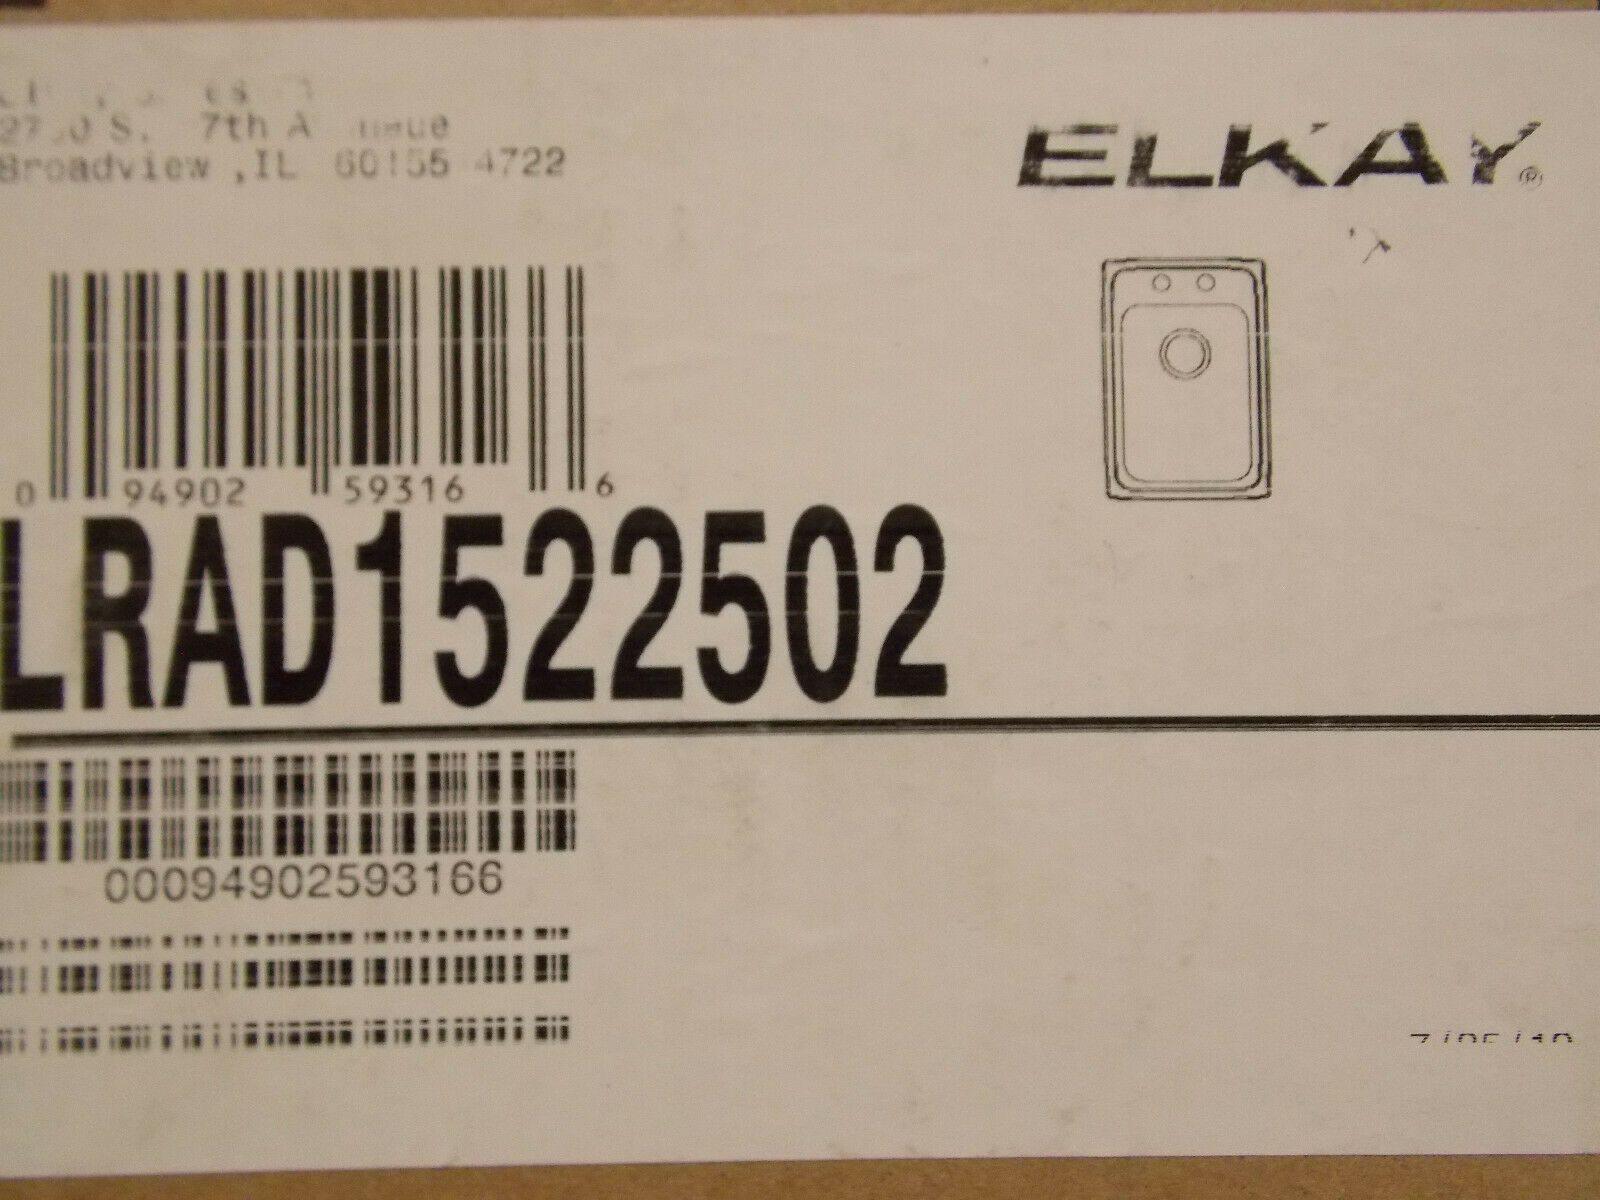 S. 7th
Broadview ,IL 60155 4722
ELKAY®
0 94902 59316 6
LRAD1522502
00094902593166